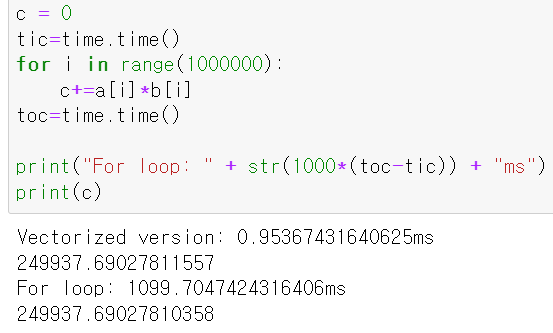 c = 0
tic=time.time()
for i in range(1000000):
    c+=a[i]*b[i]
toc=time.time()
print("For loop: " + str(1000*(toc-tic)) + "ms")
print(c)
Vectorized version: 0.95367431640625ms
249937.69027811557
For loop: 1099.7047424316406ms
249937.69027810358